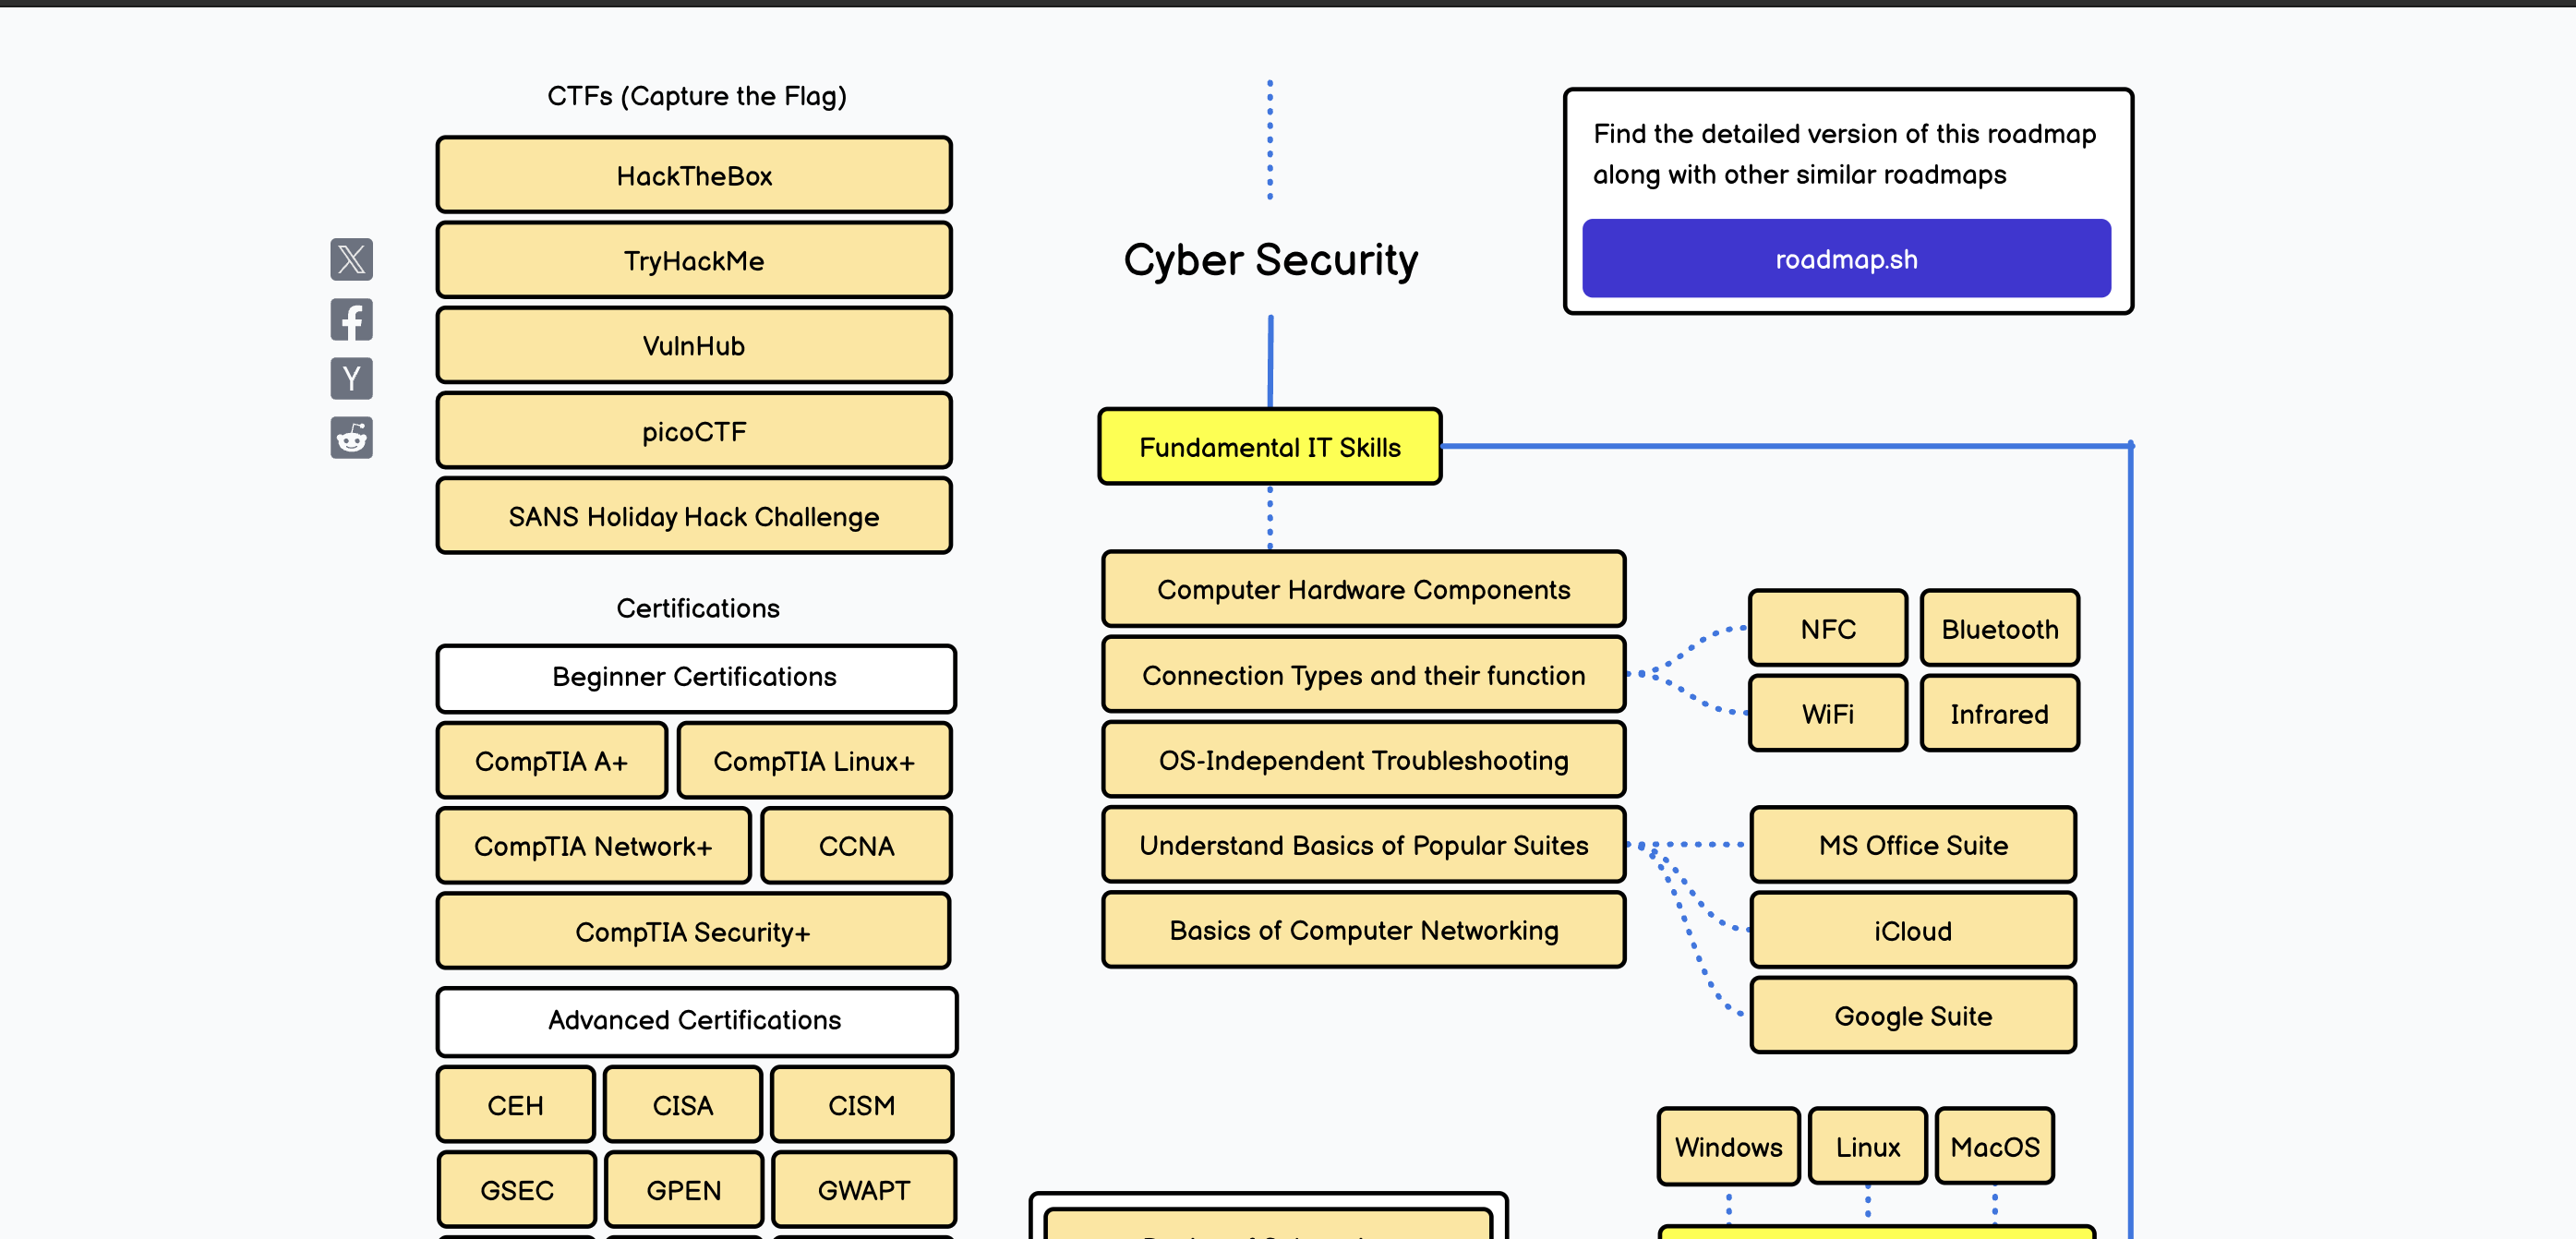 CTFs (Capture the Flag)
HackTheBox
TryHackMe
VulnHub
picoCTF
SANS Holiday Hack Challenge
Certifications
Beginner Certifications
CompTIA A+
CompTIA Linux+
CompTIA Network+
CCNA
CompTIA Security+
Advanced Certifications
CEH
CISA
CISM
GSEC
GPEN
GWAPT
Cyber Security
Find the detailed version of this roadmap
along with other similar roadmaps
roadmap.sh
Fundamental IT Skills
Computer Hardware Components
Connection Types and their function
OS-Independent Troubleshooting
Understand Basics of Popular Suites
Basics of Computer Networking
NFC
Bluetooth
WiFi
Infrared
MS Office Suite
iCloud
Google Suite
Windows
Linux
MacOS